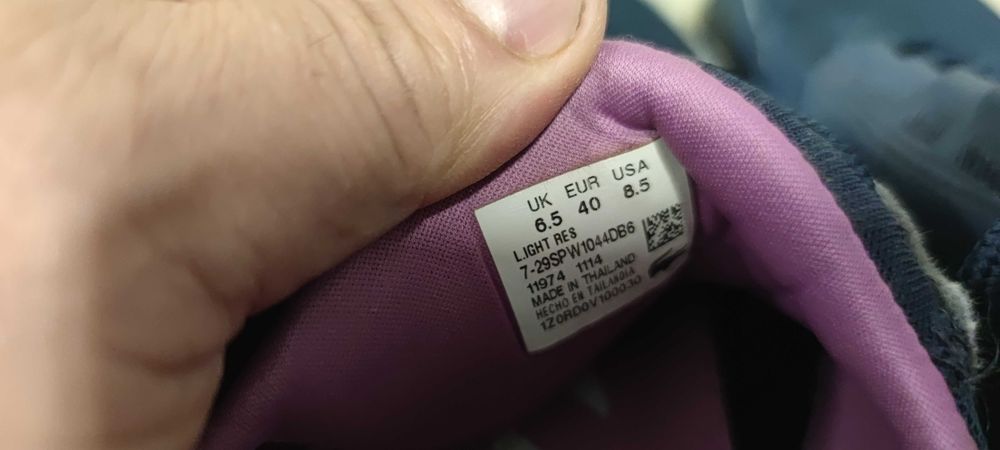 UK EUR USA
6.5 40 8.5
L.IGHT RES
7-29SPW1044DB6
11974 1114
MADE IN THAILAND
HECHO EN TAILANDIA
1Z0RD0V100030